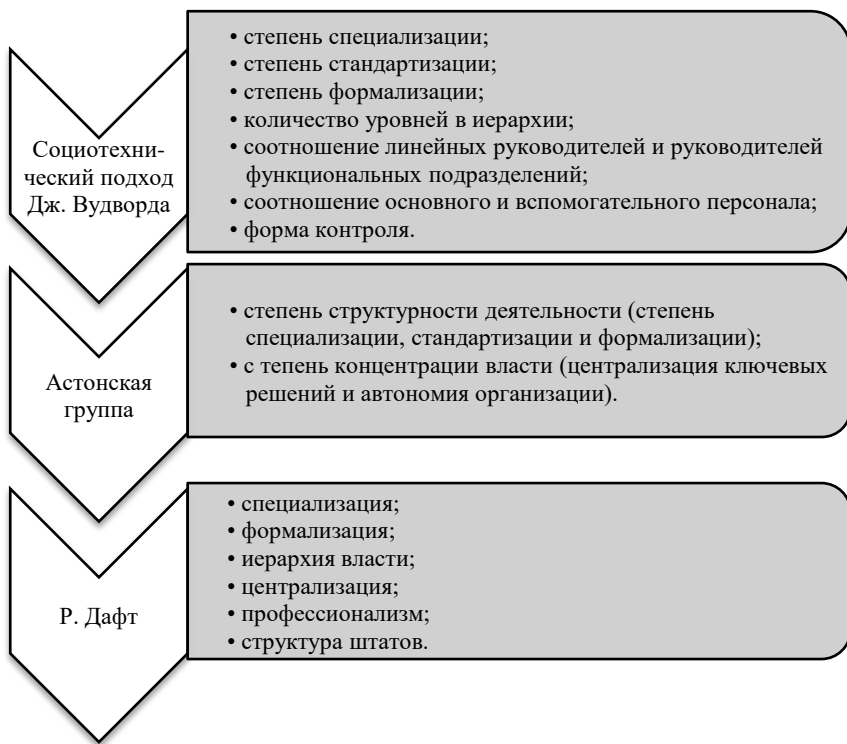 Социотехни-
ческий подход
Дж. Вудворда
• степень специализации;
• степень стандартизации;
• степень формализации;
• количество уровней в иерархии;
• соотношение линейных руководителей и руководителей
функциональных подразделений;
• соотношение основного и вспомогательного персонала;
• форма контроля.
Астонская
группа
• степень структурности деятельности (степень
специализации, стандартизации и формализации);
• с тепень концентрации власти (централизация ключевых
решений и автономия организации).
Р. Дафт
• специализация;
• формализация;
• иерархия власти;
• централизация;
• профессионализм;
• структура штатов.